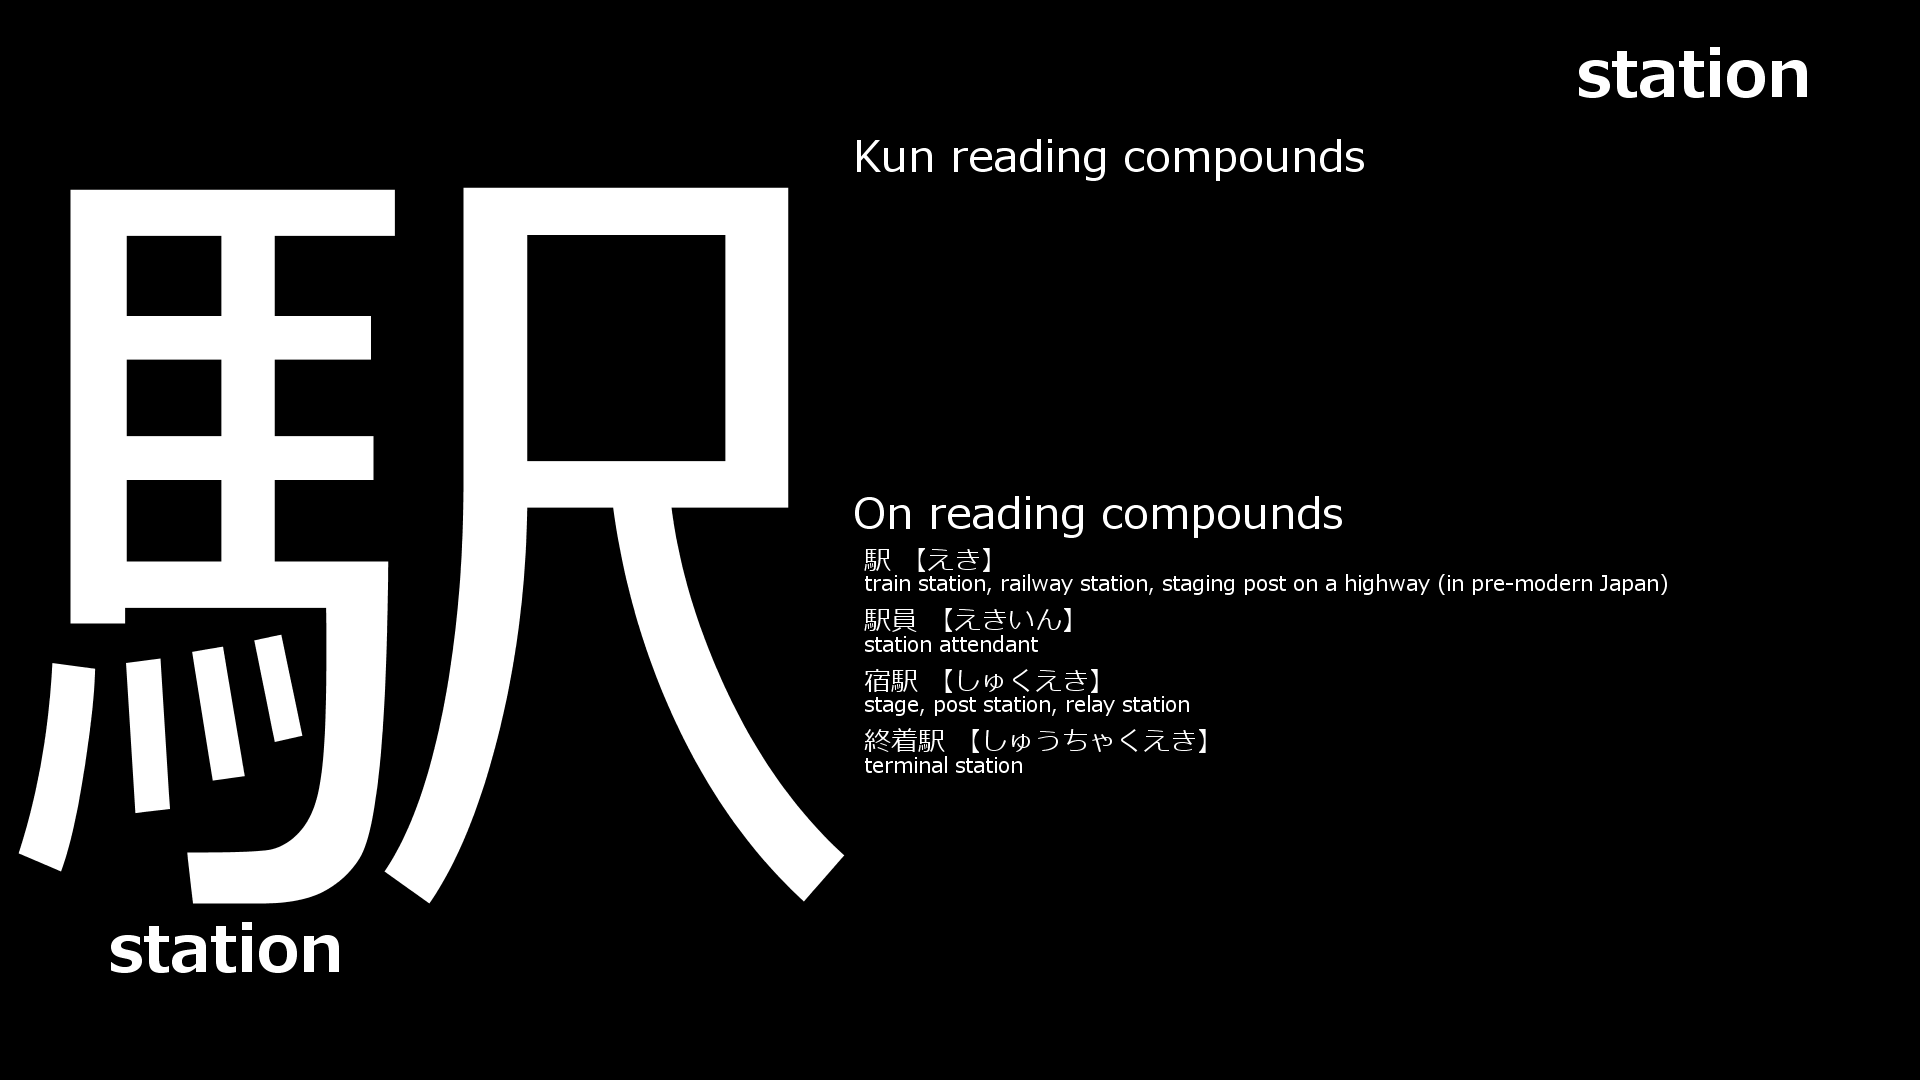 station
駅
station
Kun reading compounds
On reading compounds
駅 【えき】
train station, railway station, staging post on a highway (in pre-modern Japan)
駅員 【えきいん】
station attendant
宿駅 【しゅくえき】
stage, post station, relay station
終着駅 【しゅうちゃくえき】
terminal station